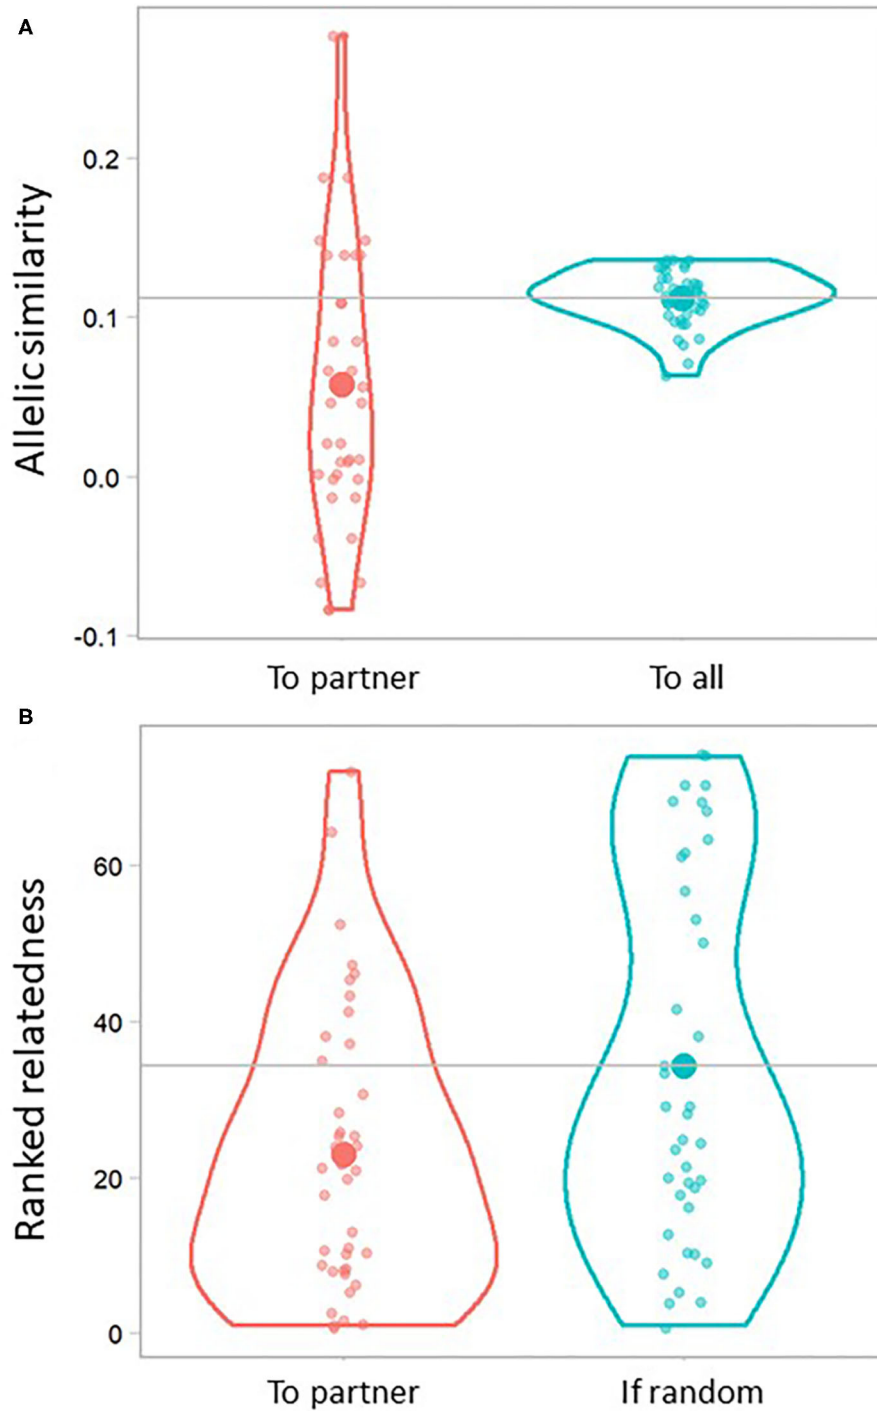 A
Allelic similarity
0.2
0.1
0.0
-0.1
To partner
To all
B
Ranked relatedness
60
40
20
0
To partner
If random